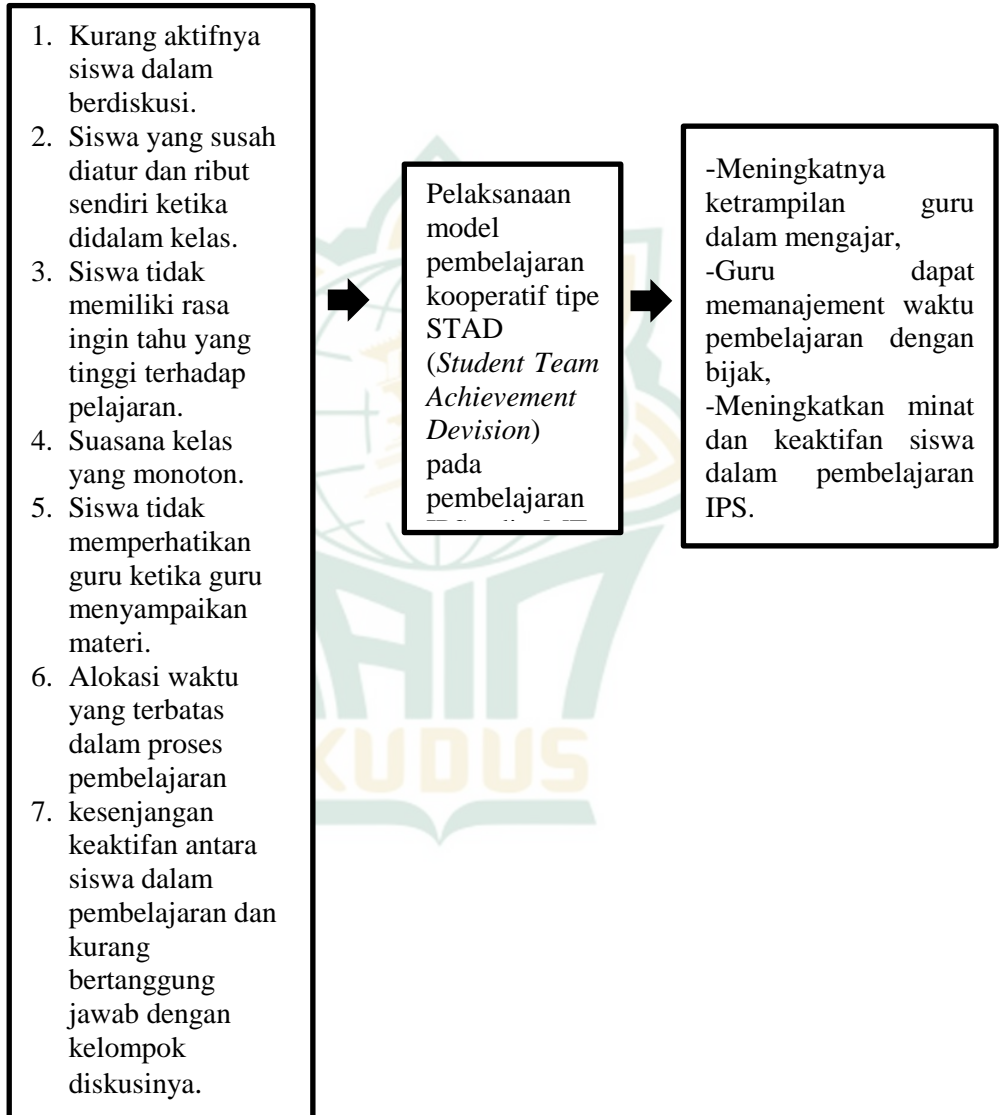 1. Kurang aktifnya
siswa dalam
berdiskusi.
2. Siswa yang susah
diatur dan ribut
sendiri ketika
didalam kelas.
3. Siswa tidak
memiliki rasa
ingin tahu yang
tinggi terhadap
pelajaran.
4. Suasana kelas
yang monoton.
5. Siswa tidak
memperhatikan
guru ketika guru
menyampaikan
materi.
6. Alokasi waktu
yang terbatas
dalam proses
pembelajaran
7. kesenjangan
keaktifan antara
siswa dalam
pembelajaran dan
kurang
bertanggung
jawab dengan
kelompok
diskusinya.
Pelaksanaan
model
pembelajaran
kooperatif tipe
STAD
(Student Team
Achievement
Devision)
pada
pembelajaran
-Meningkatnya
ketrampilan guru
dalam mengajar,
-Guru dapat
memanajement waktu
pembelajaran dengan
bijak,
-Meningkatkan minat
dan keaktifan siswa
dalam pembelajaran
IPS.
IAIN
KUDUS